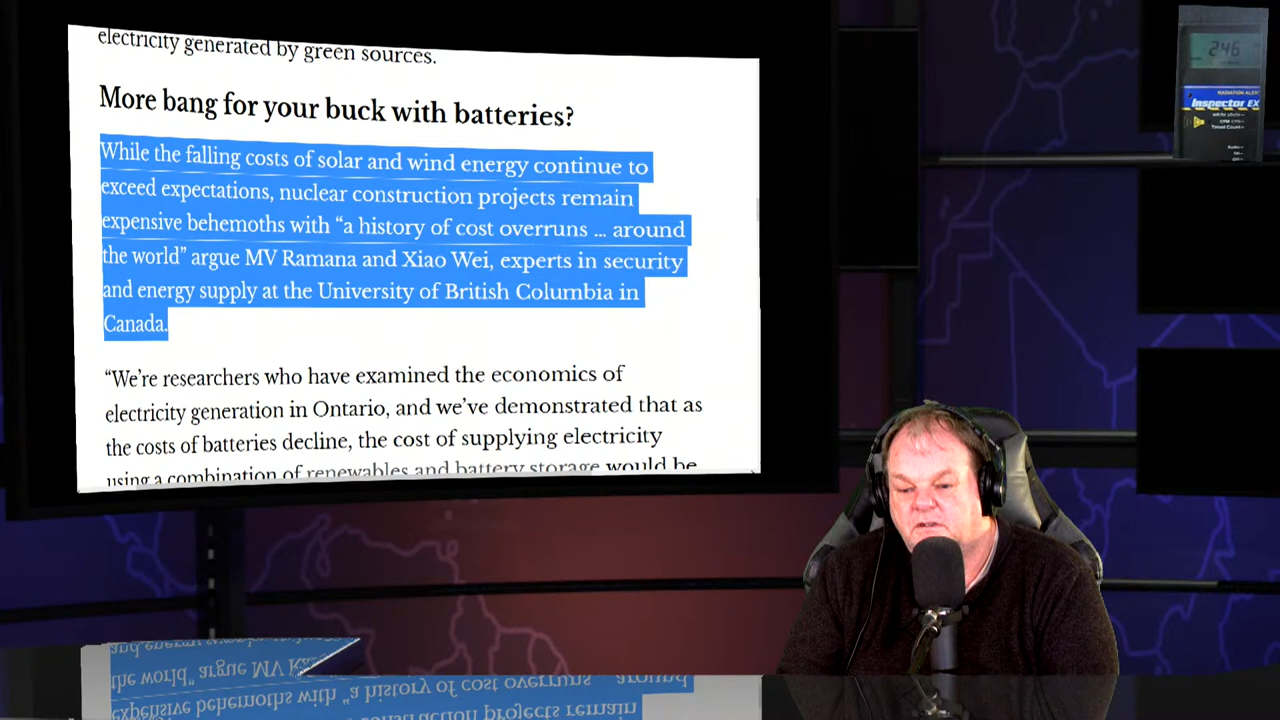 electricity generated by green sources.
More bang for your buck with batteries?
While the falling costs of solar and wind energy continue to
exceed expectations, nuclear construction projects remain
expensive behemoths with “a history of cost overruns ... around
the world” argue MV Ramana and Xiao Wei, experts in security
and energy supply at the University of British Columbia in
Canada.
“We’re researchers who have examined the economics of
electricity generation in Ontario, and we’ve demonstrated that as
the costs of batteries decline, the cost of supplying electricity
using a combination of renewables and battery storage would be
246
RADIATION ALERT
Inspector EX